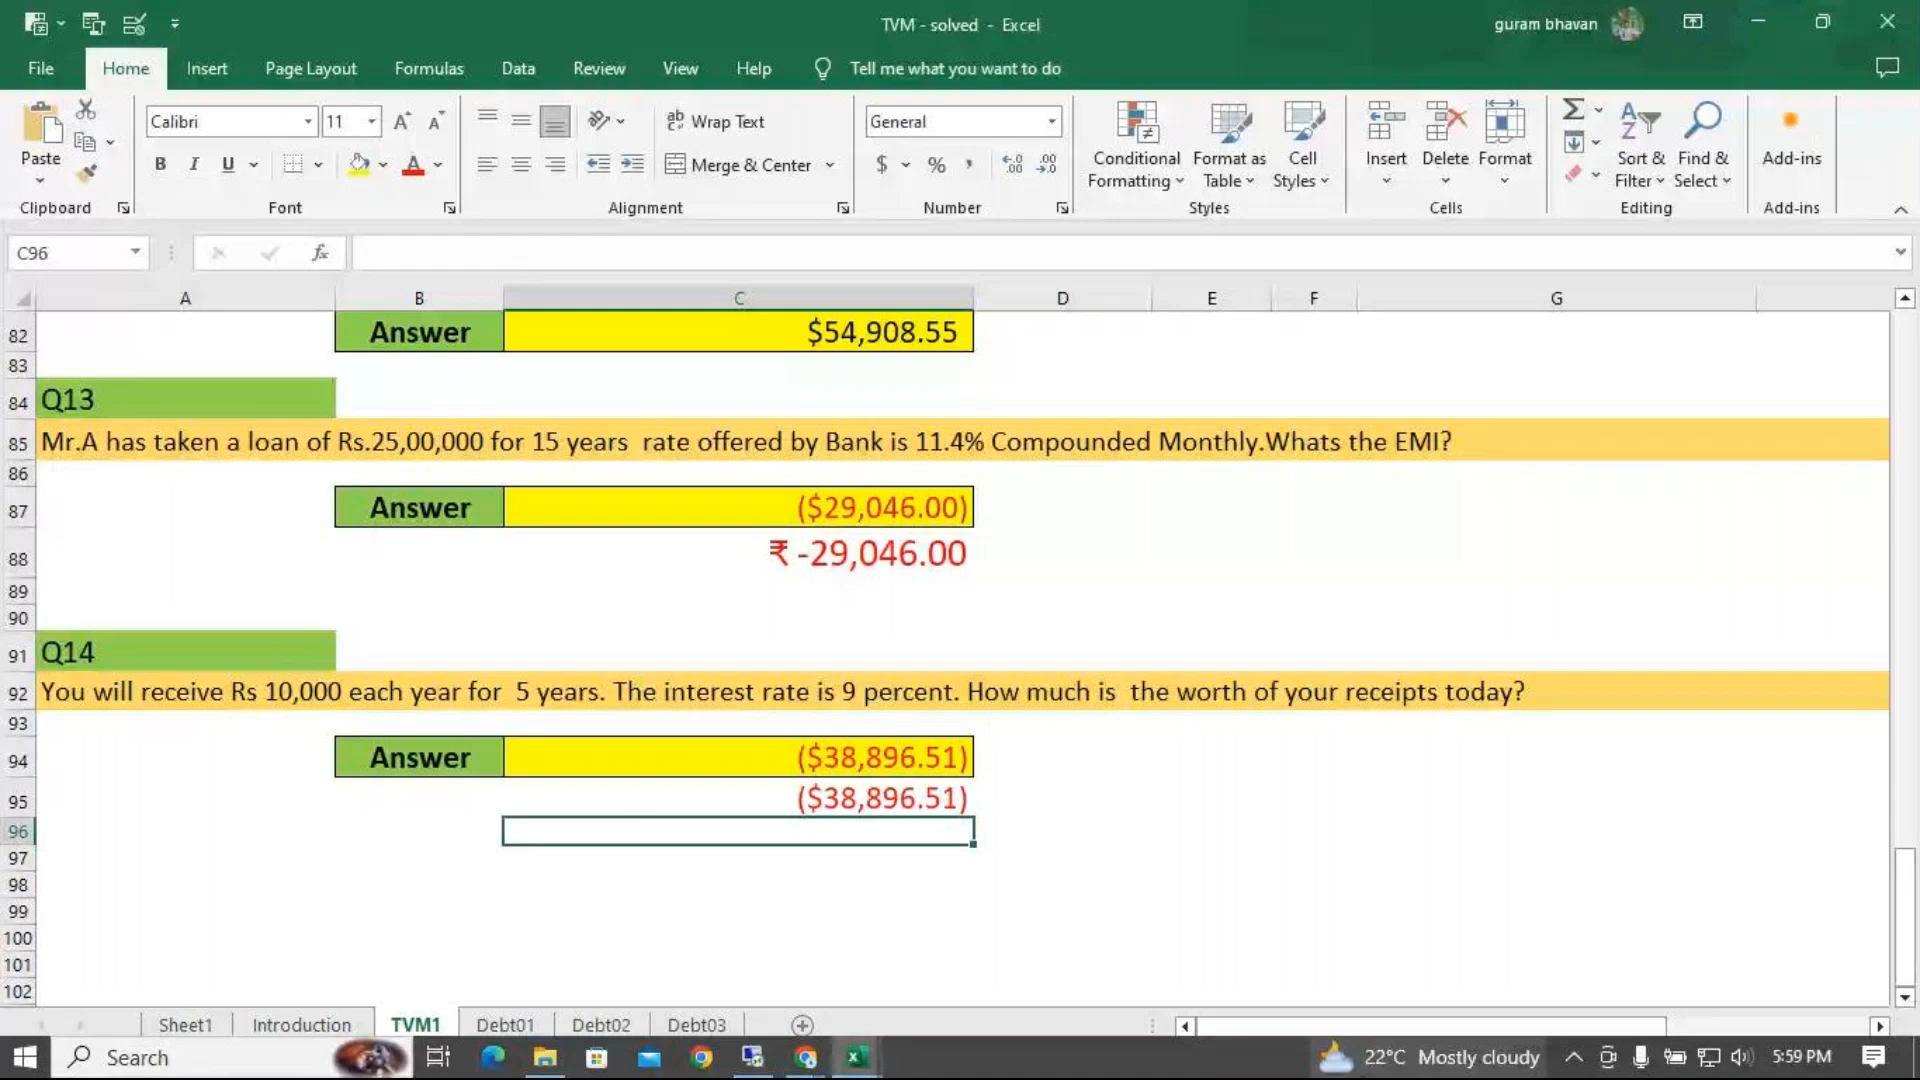 TVM - solved - Excel
guram bhavan
File Home Insert Page Layout Formulas Data Review View Help Tell me what you want to do
Paste
Clipboard
Calibri 11
B I U
Font
Wrap Text
Merge & Center
Alignment
General
$ % ,
Number
Conditional Formatting
Format as Table
Cell Styles
Styles
Insert Delete Format
Cells
Sort & Filter
Find & Select
Editing
Add-ins
Add-ins
C96
fx
A B C D E F G
82 Answer $54,908.55
83
84 Q13
85 Mr.A has taken a loan of Rs.25,00,000 for 15 years rate offered by Bank is 11.4% Compounded Monthly.Whats the EMI?
86
87 Answer ($29,046.00)
88 ₹ -29,046.00
89
90
91 Q14
92 You will receive Rs 10,000 each year for 5 years. The interest rate is 9 percent. How much is the worth of your receipts today?
93
94 Answer ($38,896.51)
95 ($38,896.51)
96
97
98
99
100
101
102
Sheet1 Introduction TVM1 Debt01 Debt02 Debt03
Search
22°C Mostly cloudy
5:59 PM